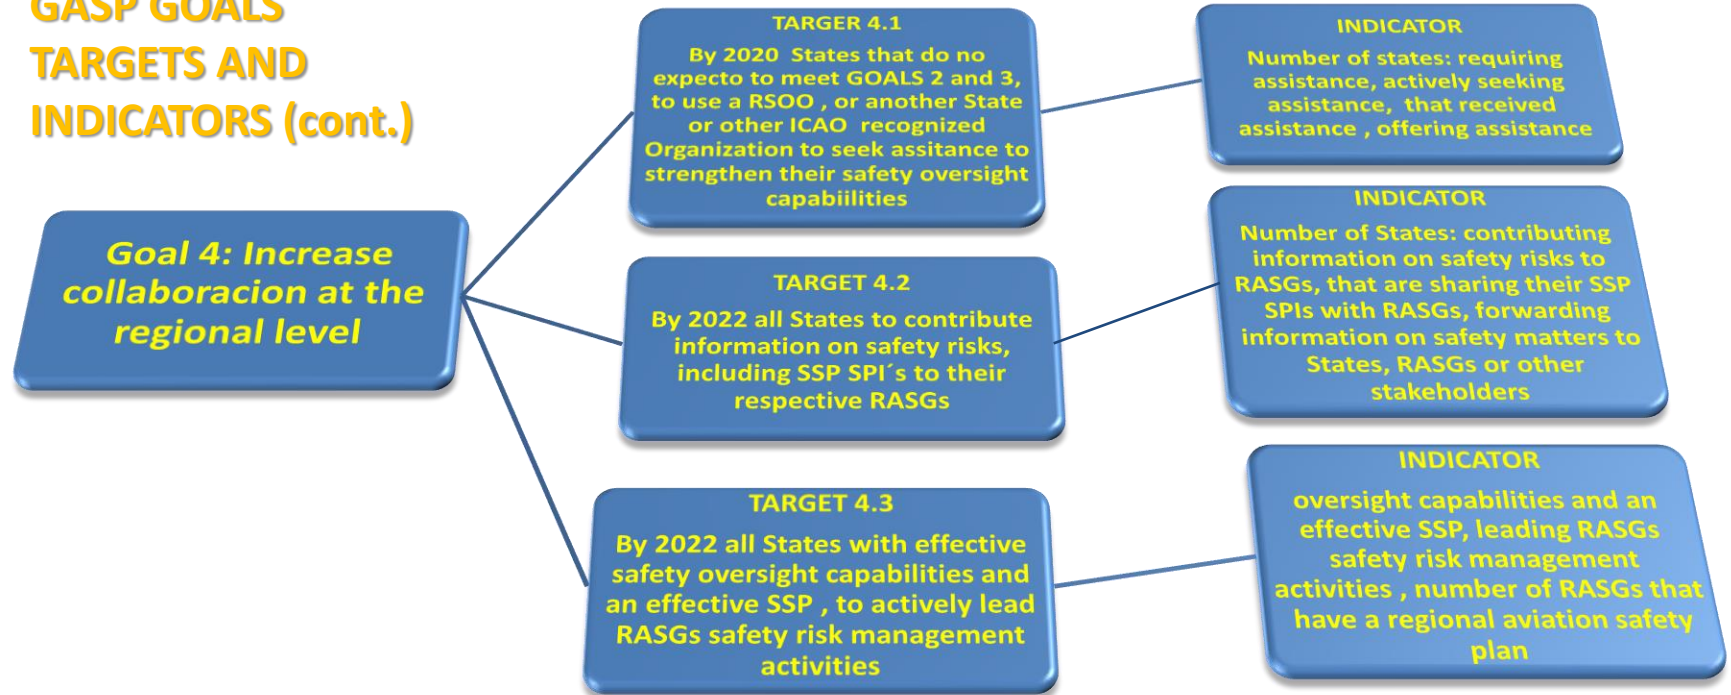 GASP GOALS
TARGETS AND
INDICATORS (cont.)
Goal 4: Increase
collaboracion at the
regional level
TARGER 4.1
By 2020 States that do no
expecto to meet GOALS 2 and 3,
to use a RSOO , or another State
or other ICAO recognized
Organization to seek assitance to
strengthen their safety oversight
capabiilities
INDICATOR
Number of states: requiring
assistance, actively seeking
assistance, that received
assistance , offering assistance
TARGET 4.2
By 2022 all States to contribute
information on safety risks,
including SSP SPI´s to their
respective RASGs
INDICATOR
Number of States: contributing
information on safety risks to
RASGs, that are sharing their SSP
SPIs with RASGs, forwarding
information on safety matters to
States, RASGs or other
stakeholders
TARGET 4.3
By 2022 all States with effective
safety oversight capabilities and
an effective SSP , to actively lead
RASGs safety risk management
activities
INDICATOR
oversight capabilities and an
effective SSP, leading RASGs
safety risk management
activities , number of RASGs that
have a regional aviation safety
plan